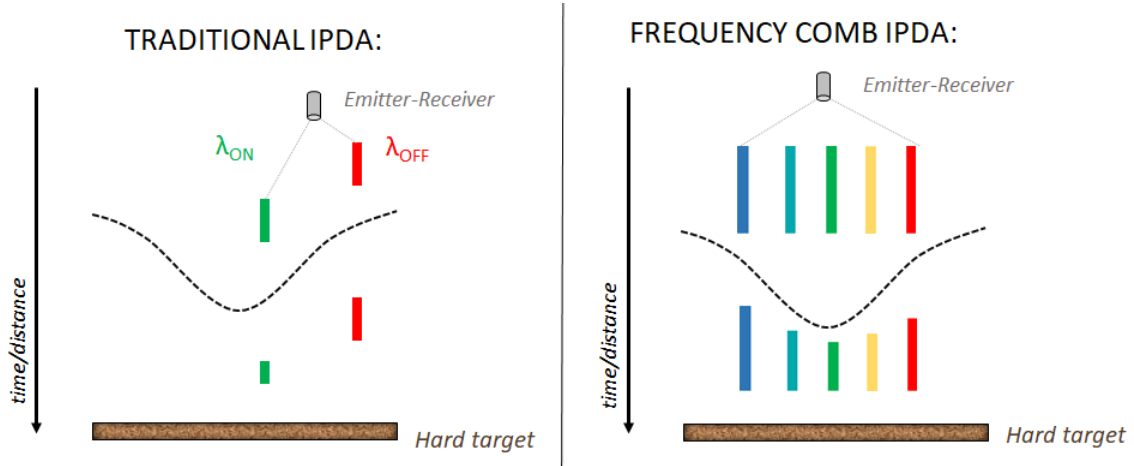 TRADITIONAL IPDA:
Emitter-Receiver
λON
λOFF
time/distance
Hard target
FREQUENCY COMB IPDA:
Emitter-Receiver
time/distance
Hard target